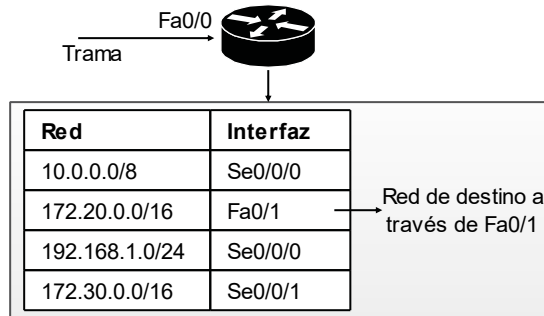 Fa0/0
Trama
Red Interfaz
10.0.0.0/8 Se0/0/0
172.20.0.0/16 Fa0/1
192.168.1.0/24 Se0/0/0
172.30.0.0/16 Se0/0/1
Red de destino a
través de Fa0/1